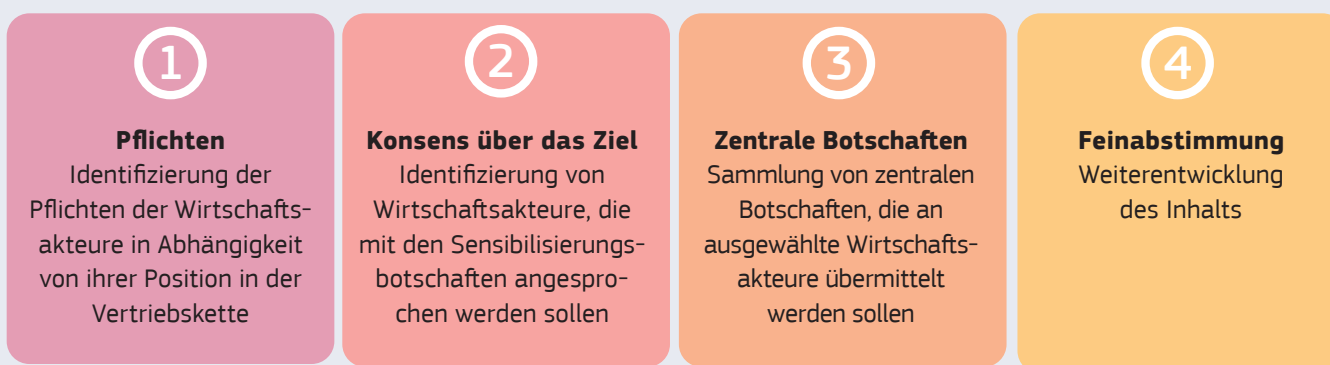 1
Pflichten
Identifizierung der
Pflichten der Wirtschafts-
akteure in Abhängigkeit
von ihrer Position in der
Vertriebskette
2
Konsens über das Ziel
Identifizierung von
Wirtschaftsakteure, die
mit den Sensibilisierungs-
botschaften angespro-
chen werden sollen
3
Zentrale Botschaften
Sammlung von zentralen
Botschaften, die an
ausgewählte Wirtschafts-
akteure übermittelt
werden sollen
4
Feinabstimmung
Weiterentwicklung
des Inhalts